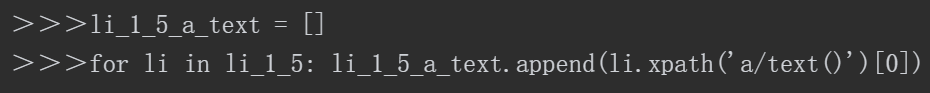 >>>li_1_5_a_text = []
>>>for li in li_1_5: li_1_5_a_text.append(li.xpath('a/text()')[0])